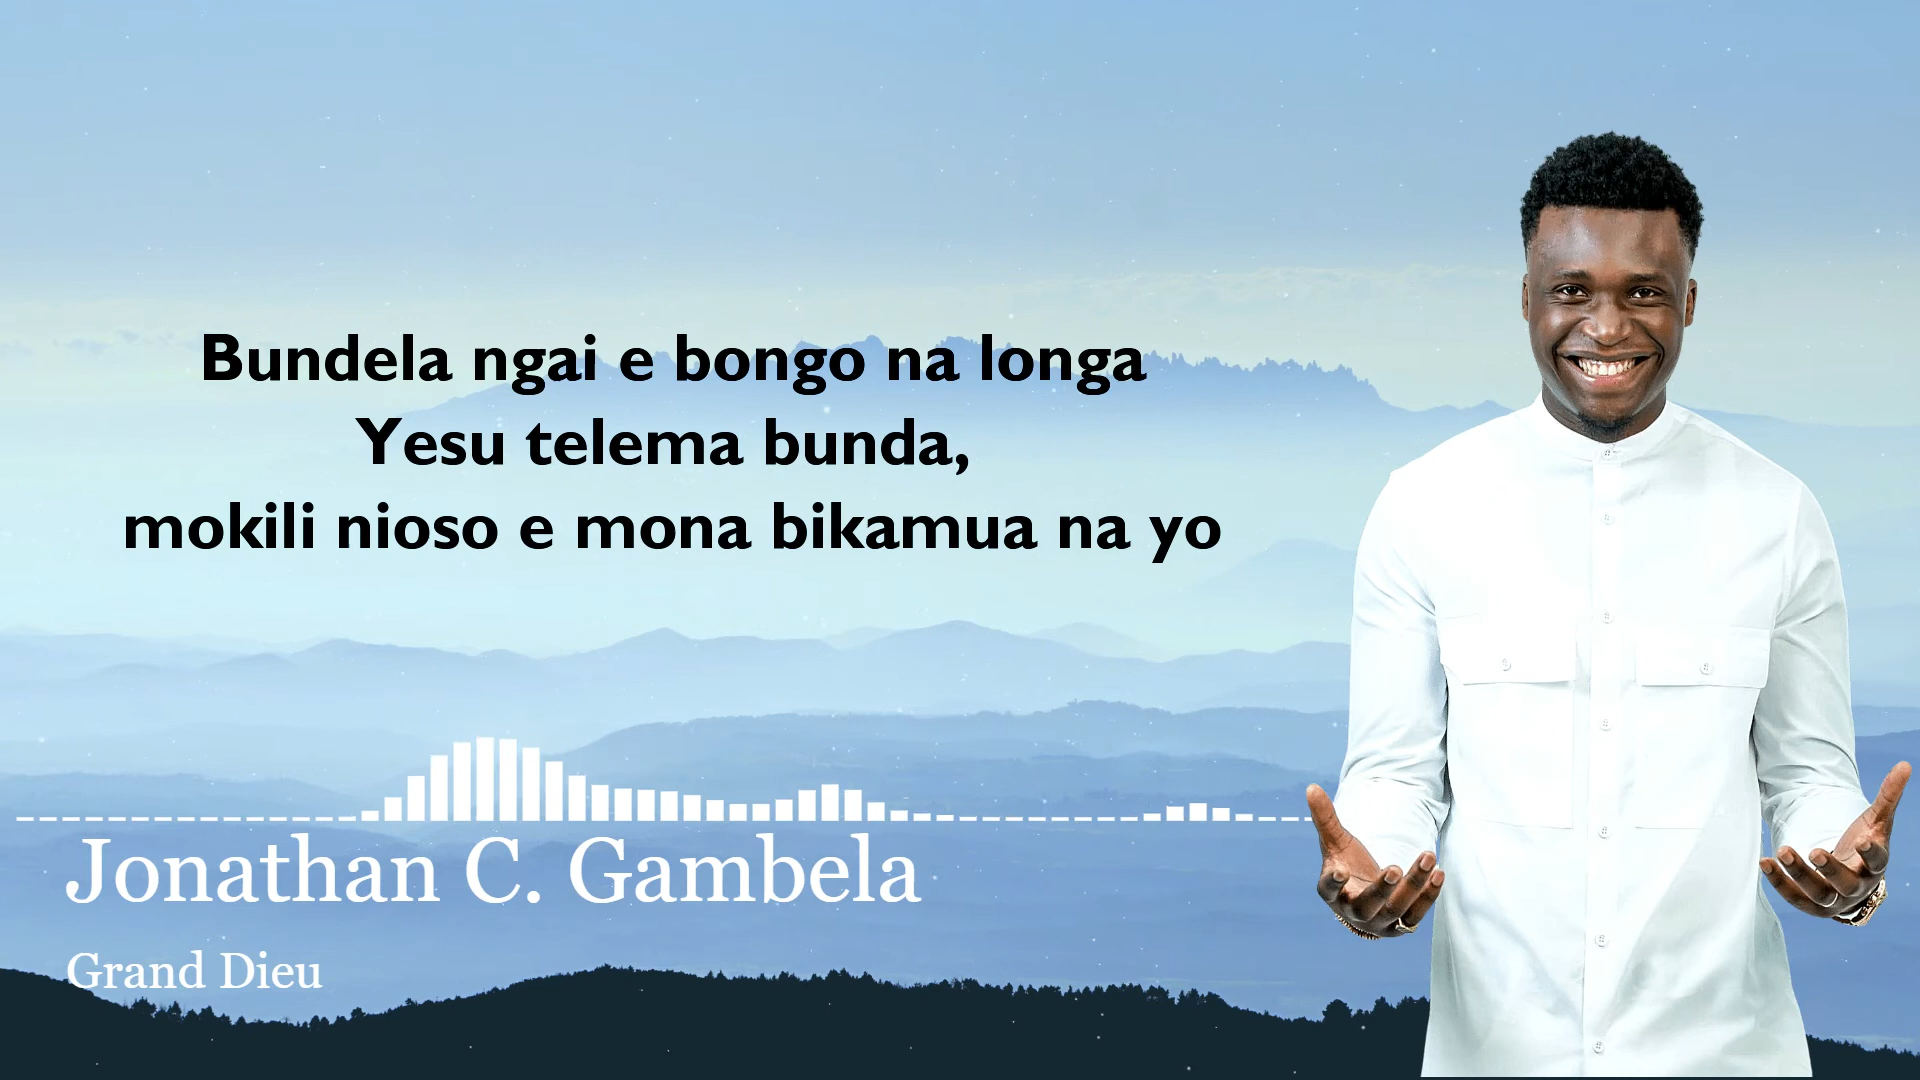 Bundela ngai e bongo na longa
Yesu telema bunda,
mokili nioso e mona bikamua na yo
Jonathan C. Gambela
Grand Dieu